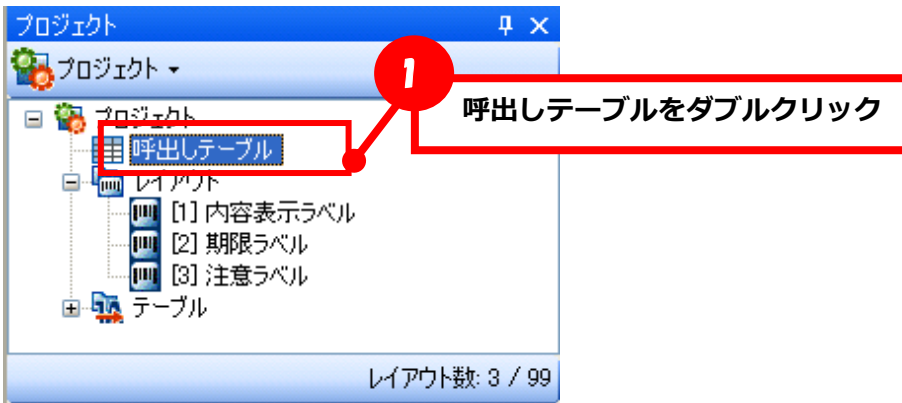 プロジェクト
プロジェクト
1
呼出しテーブルをダブルクリック
プロジェクト
呼出しテーブル
レイアウト
[1] 内容表示ラベル
[2] 期限ラベル
[3] 注意ラベル
テーブル
レイアウト数: 3 / 99